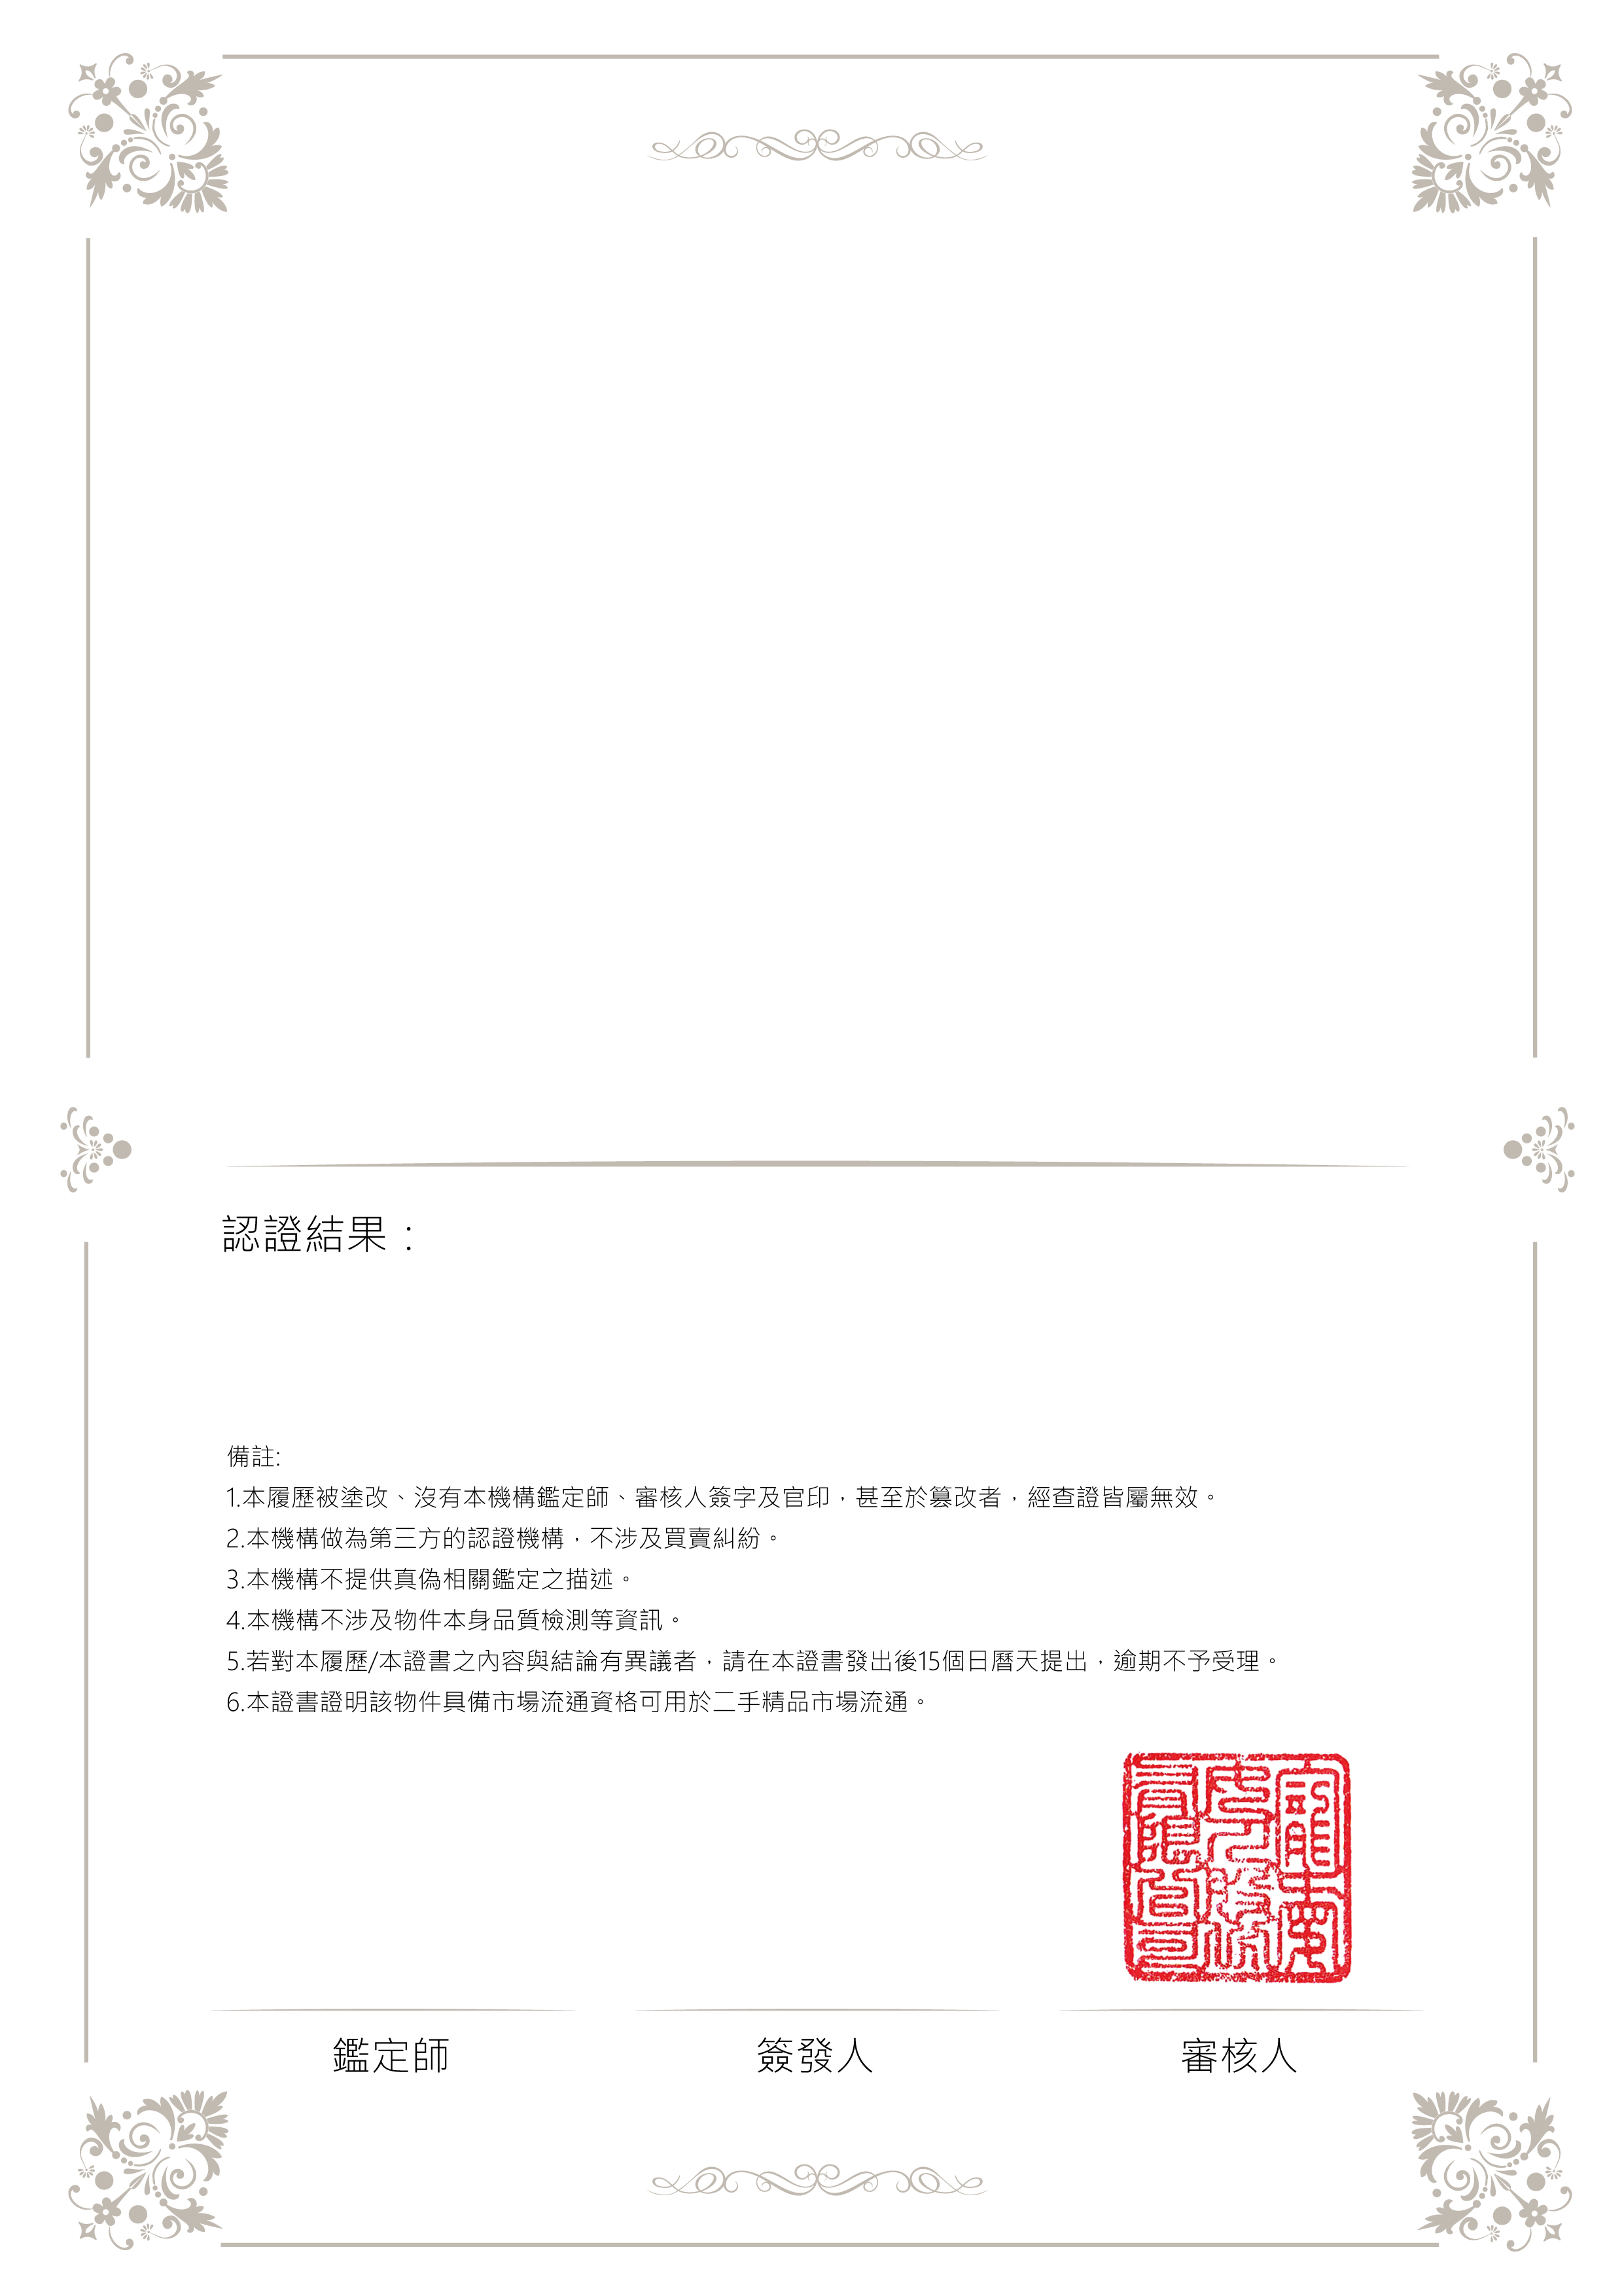 認證結果：
備註:
1.本履歷被塗改、沒有本機構鑑定師、審核人簽字及官印，甚至於篡改者，經查證皆屬無效。
2.本機構做為第三方的認證機構，不涉及買賣糾紛。
3.本機構不提供真偽相關鑑定之描述。
4.本機構不涉及物件本身品質檢測等資訊。
5.若對本履歷/本證書之內容與結論有異議者，請在本證書發出後15個日曆天提出，逾期不予受理。
6.本證書證明該物件具備市場流通資格可用於二手精品市場流通。
鑑定師
簽發人
審核人